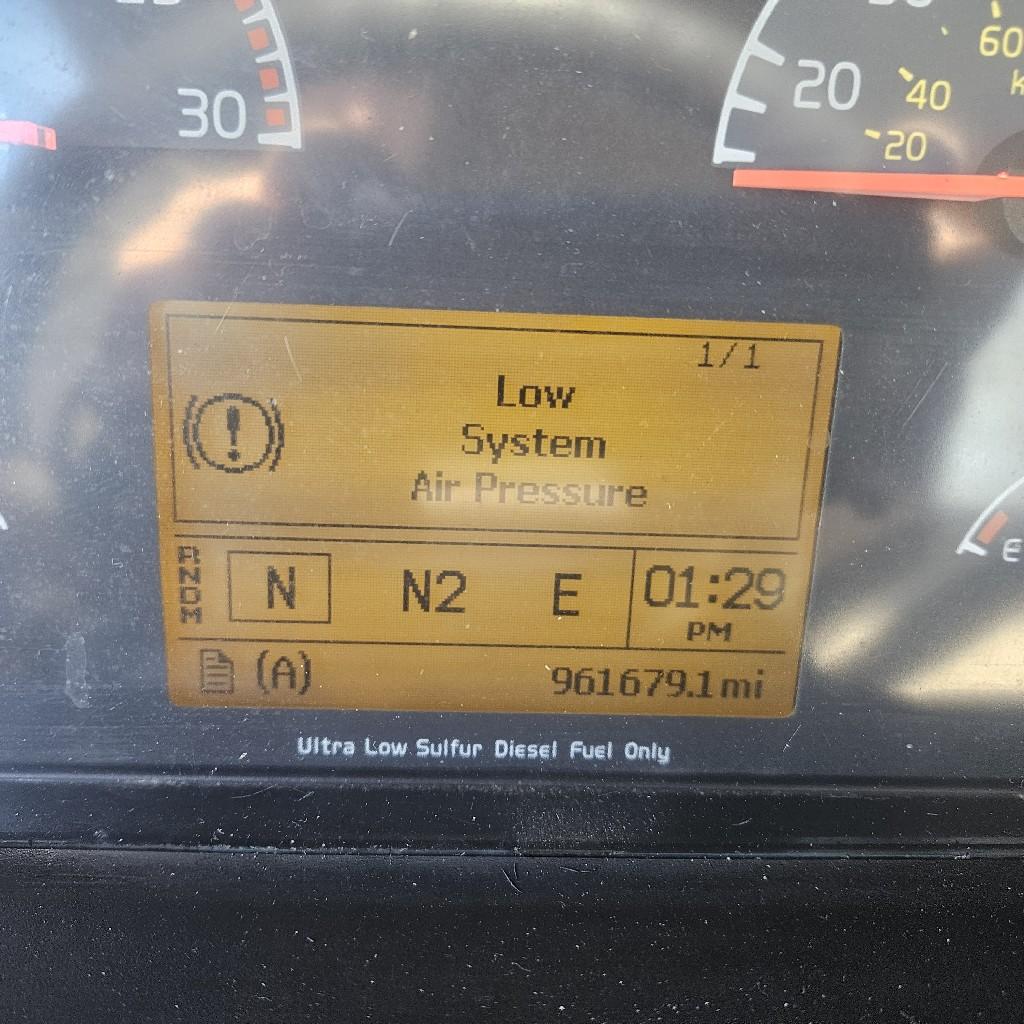 30
20
60
40
20
1/1
Low
System
Air Pressure
RNDM
N N2 E 01:29
PM
(A) 961679.1mi
Ultra Low Sulfur Diesel Fuel Only
E